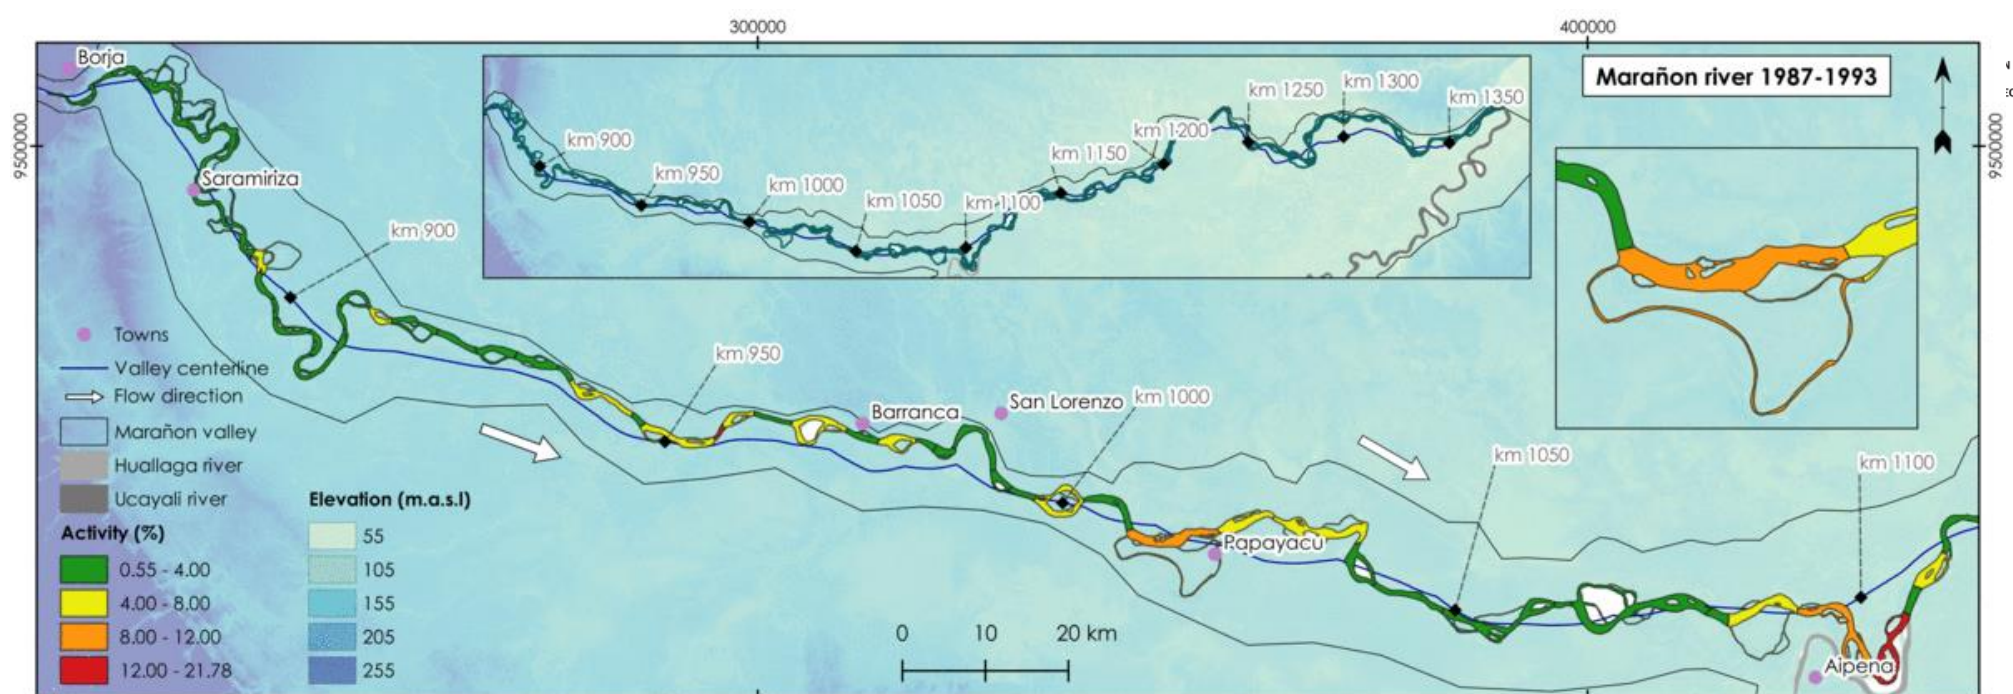 300000
400000
Borja
Marañon river 1987-1993
km 1250
km 1300
km 1350
9500000
9500000
km 900
km 1200
km 1150
km 950
km 1000
km 1050
km 1100
Saramiriza
km 900
Towns
Valley centerline
Flow direction
Marañon valley
Huallaga river
Ucayali river
km 950
Barranca
San Lorenzo
km 1000
km 1050
km 1100
Papayacu
Aipena
Activity (%)
0.55 - 4.00
4.00 - 8.00
8.00 - 12.00
12.00 - 21.78
Elevation (m.a.s.l)
55
105
155
205
255
0 10 20 km